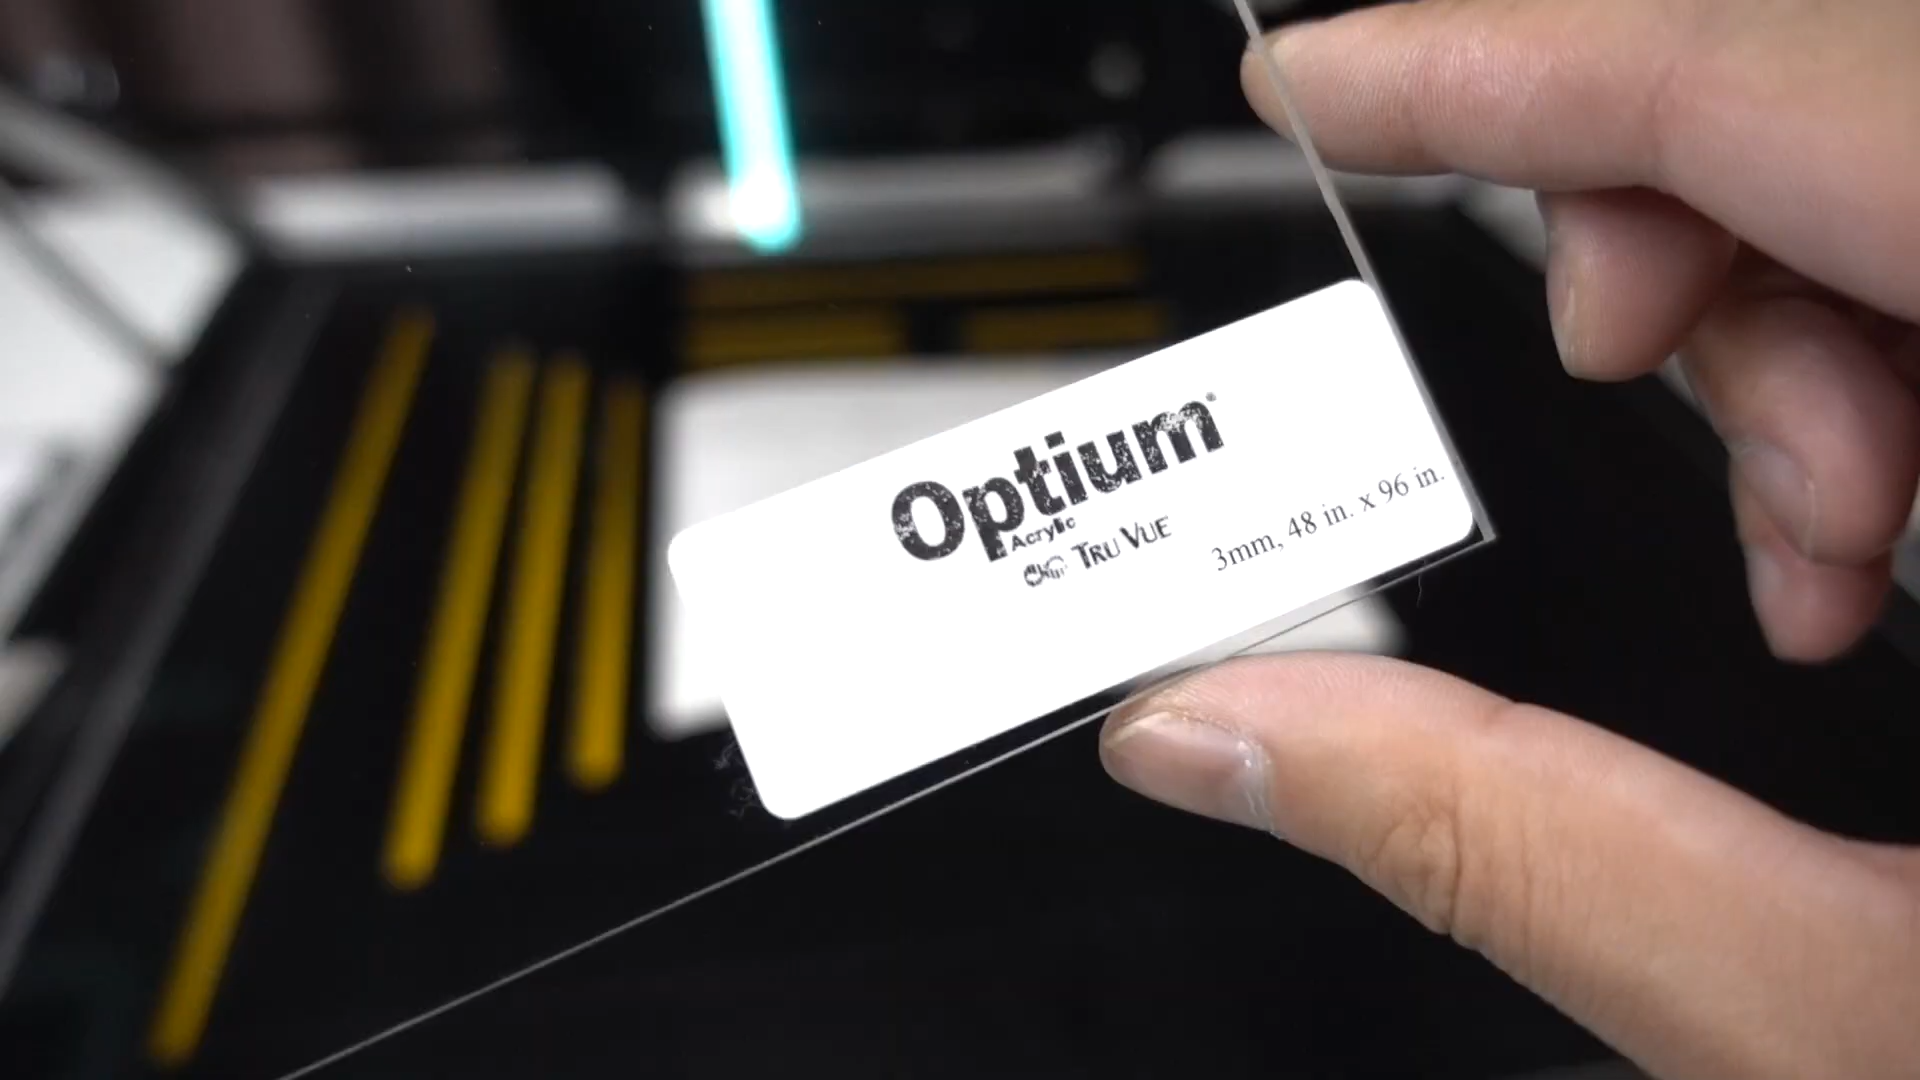 Optium®
Acrylic
TRU VUE
3mm, 48 in. x 96 in.